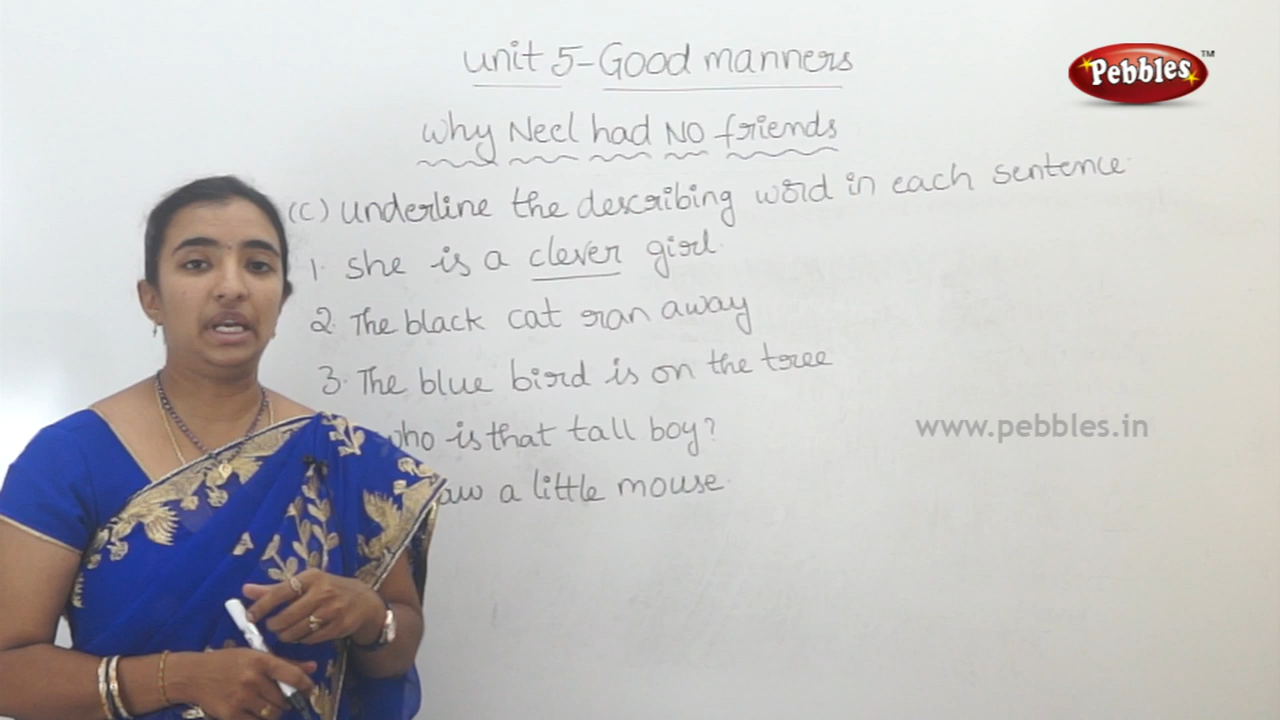 unit 5-Good manners
Pebbles™
why Neel had NO friends
(c) underline the describing word in each sentence.
1. she is a clever girl.
2. The black cat ran away
3. The blue bird is on the tree
who is that tall boy?
www.pebbles.in
a little mouse.